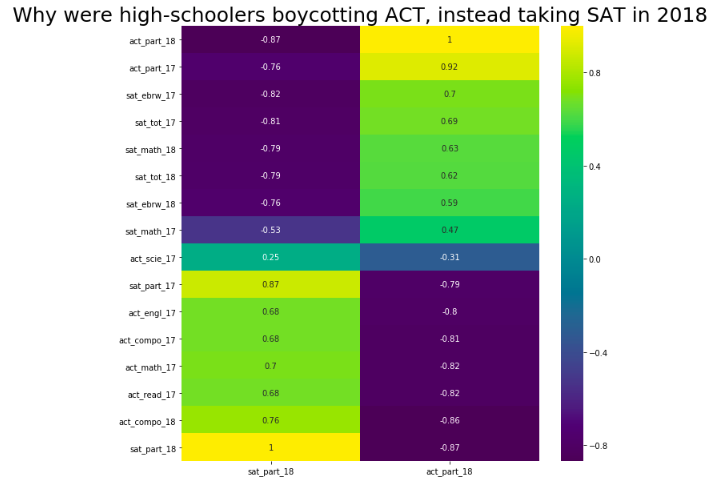 Why were high-schoolers boycotting ACT, instead taking SAT in 2018
act_part_18 -0.87 1
act_part_17 -0.76 0.92
sat_ebrw_17 -0.82 0.7
sat_tot_17 -0.81 0.69
sat_math_18 -0.79 0.63
sat_tot_18 -0.79 0.62
sat_ebrw_18 -0.76 0.59
sat_math_17 -0.53 0.47
act_scie_17 0.25 -0.31
sat_part_17 0.87 -0.79
act_engl_17 0.68 -0.8
act_compo_17 0.68 -0.81
act_math_17 0.7 -0.82
act_read_17 0.68 -0.82
act_compo_18 0.76 -0.86
sat_part_18 1 -0.87
sat_part_18 act_part_18
0.8
0.4
0.0
−0.4
−0.8